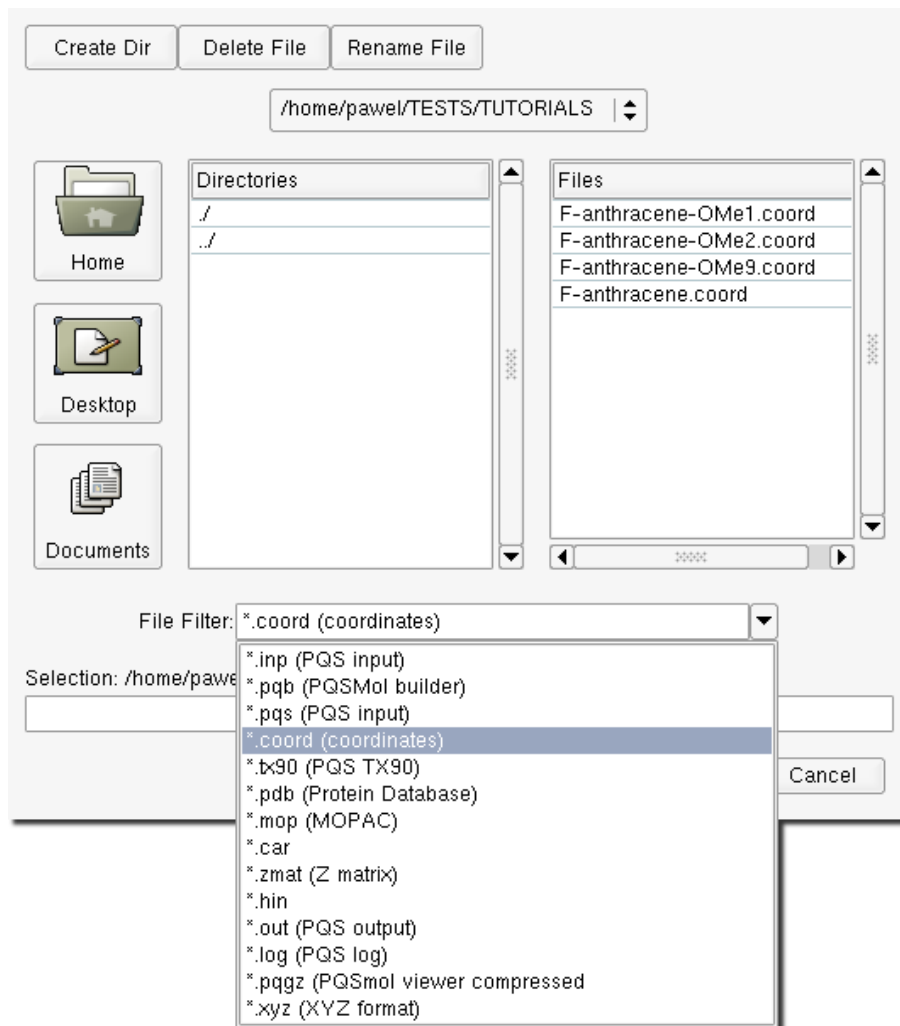 Create Dir Delete File Rename File
/home/pawel/TESTS/TUTORIALS
Directories
./
../
Files
F-anthracene-OMe1.coord
F-anthracene-OMe2.coord
F-anthracene-OMe9.coord
F-anthracene.coord
Home
Desktop
Documents
File Filter: *.coord (coordinates)
Selection: /home/pawe
*.inp (PQS input)
*.pqb (PQSMol builder)
*.pqs (PQS input)
*.coord (coordinates)
*.tx90 (PQS TX90)
*.pdb (Protein Database)
*.mop (MOPAC)
*.car
*.zmat (Z matrix)
*.hin
*.out (PQS output)
*.log (PQS log)
*.pqgz (PQSmol viewer compressed
*.xyz (XYZ format)
Cancel